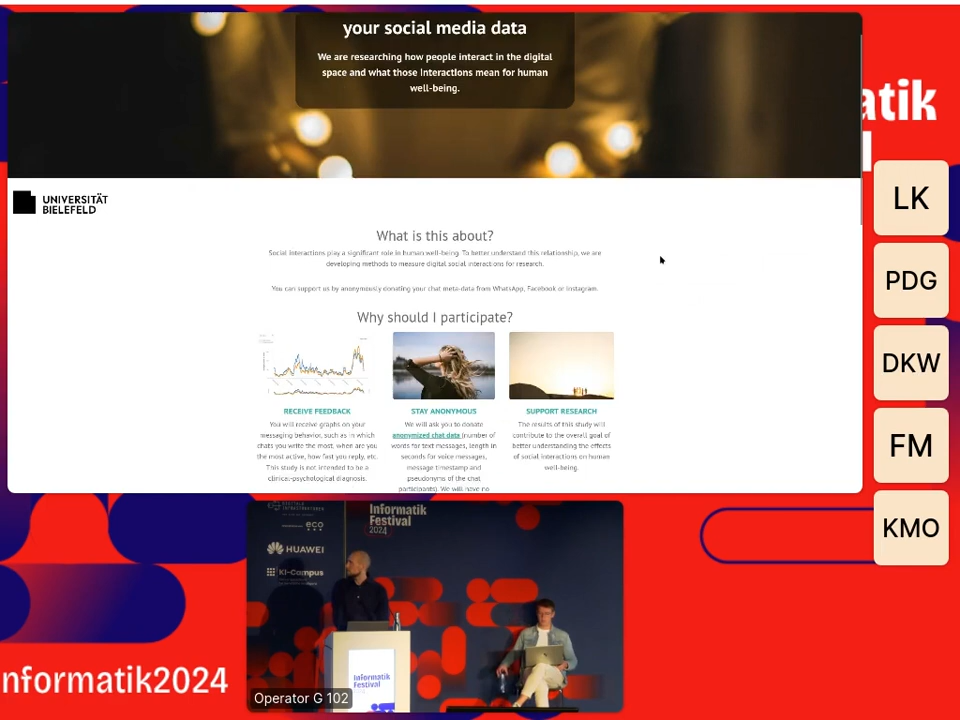 your social media data
We are researching how people interact in the digital
space and what those interactions mean for human
well-being.
atik
UNIVERSITÄT
BIELEFELD
What is this about?
Social interactions play a significant role in human well-being. To better understand this relationship, we are
developing methods to measure digital social interactions for research.
You can support us by anonymously donating your chat meta-data from WhatsApp, Facebook or Instagram.
Why should I participate?
RECEIVE FEEDBACK
You will receive graphs on your
messaging behavior, such as in which
chats you write the most, when are you
the most active, how fast you reply, etc.
This study is not intended to be a
clinical-psychological diagnosis.
STAY ANONYMOUS
We will ask you to donate
anonymized chat data (number of
words for text messages, length in
seconds for voice messages,
message timestamp and
pseudonyms of the chat
participants). We will have no
SUPPORT RESEARCH
The results of this study will
contribute to the overall goal of
better understanding the effects
of social interactions on human
well-being.
LK
PDG
DKW
FM
KMO
Informatik
Festival
2024
eco
HUAWEI
KI-Campus
Informatik
Festival
Operator G 102
nformatik2024